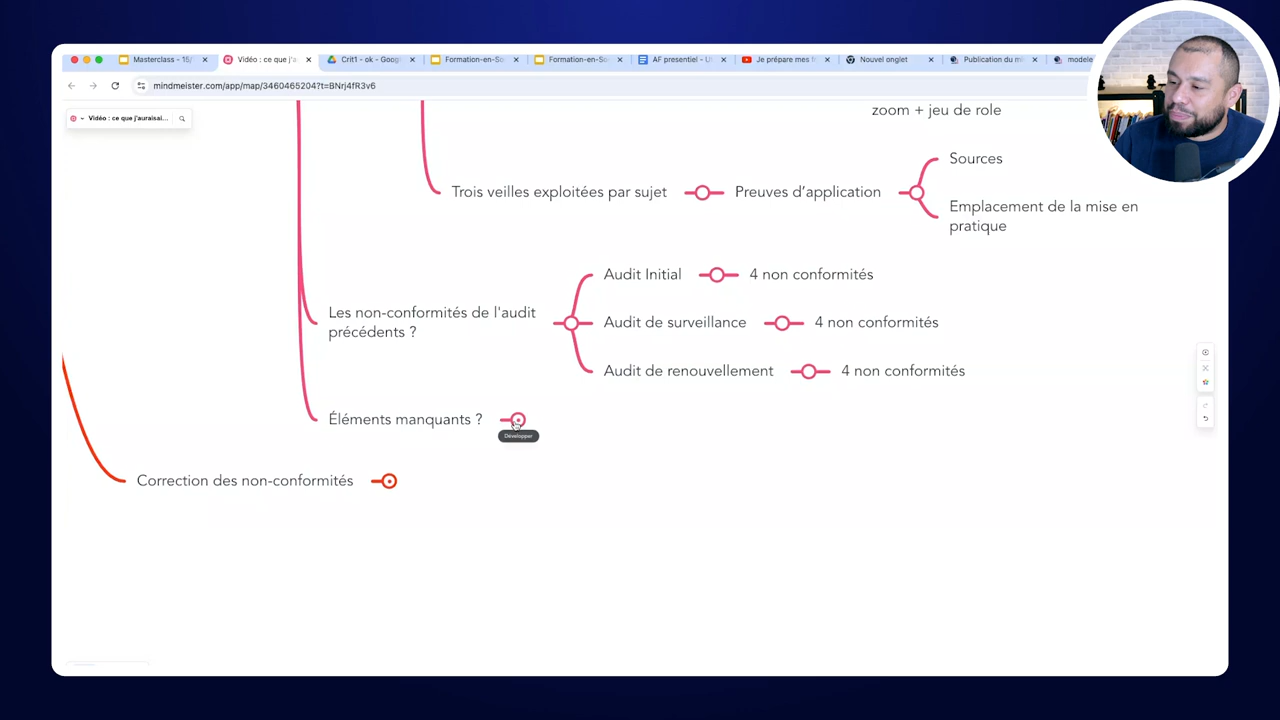 Masterclass - 15/
Vidéo : ce que j'a
Crit1 - ok - Goog
Formation-en-So
Formation-en-So
AF presentiel - U
Je prépare mes f
Nouvel onglet
Publication du m
modele
mindmeister.com/app/map/3460465204?t=BNrj4fR3v6
Vidéo : ce que j'aurais...
zoom + jeu de role
Sources
Trois veilles exploitées par sujet
Preuves d'application
Emplacement de la mise en
pratique
Audit Initial
4 non conformités
Les non-conformités de l'audit
précédents ?
Audit de surveillance
4 non conformités
Audit de renouvellement
4 non conformités
Éléments manquants ?
Développer
Correction des non-conformités